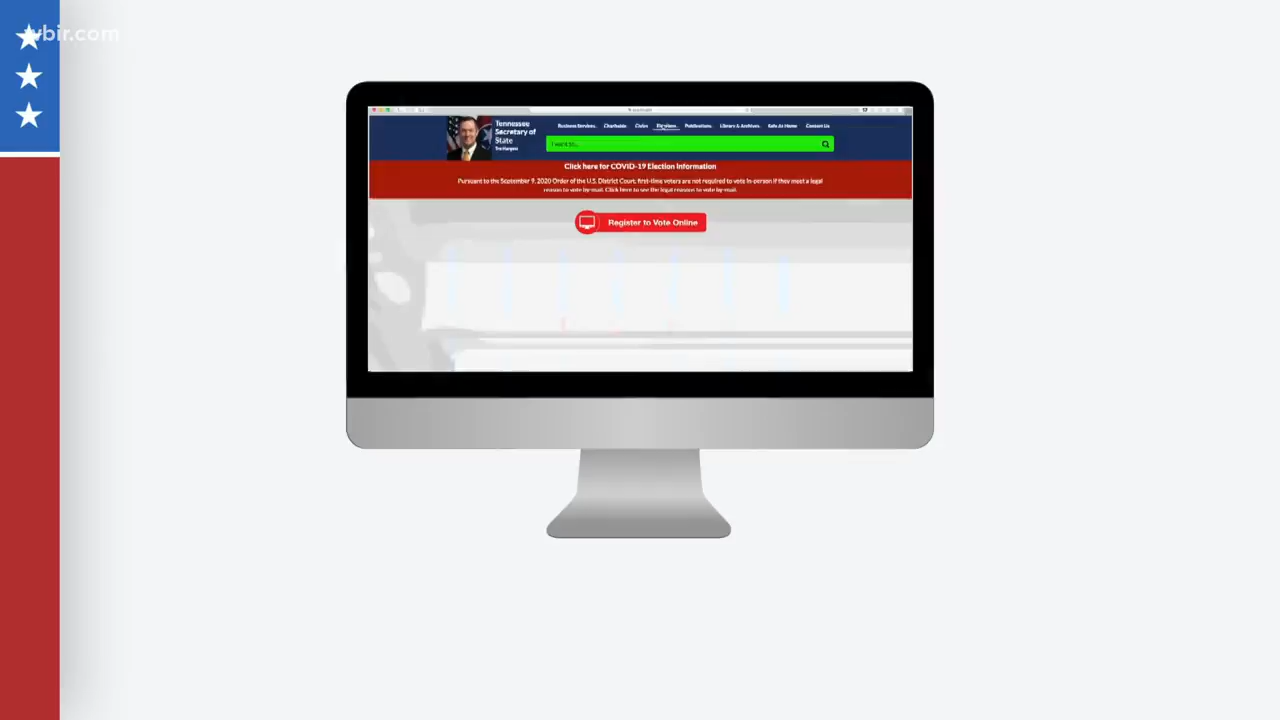 wbir.com
Tennessee
Secretary of
State
Tre Hargett
Business Services
Charitable
Civics
Elections
Publications
Library & Archives
Safe At Home
Contact Us
I want to...
Click here for COVID-19 Election Information
Pursuant to the September 9, 2020 Order of the U.S. District Court, first-time voters are not required to vote in-person if they meet a legal
reason to vote by-mail. Click here to see the legal reason to vote by-mail.
Register to Vote Online